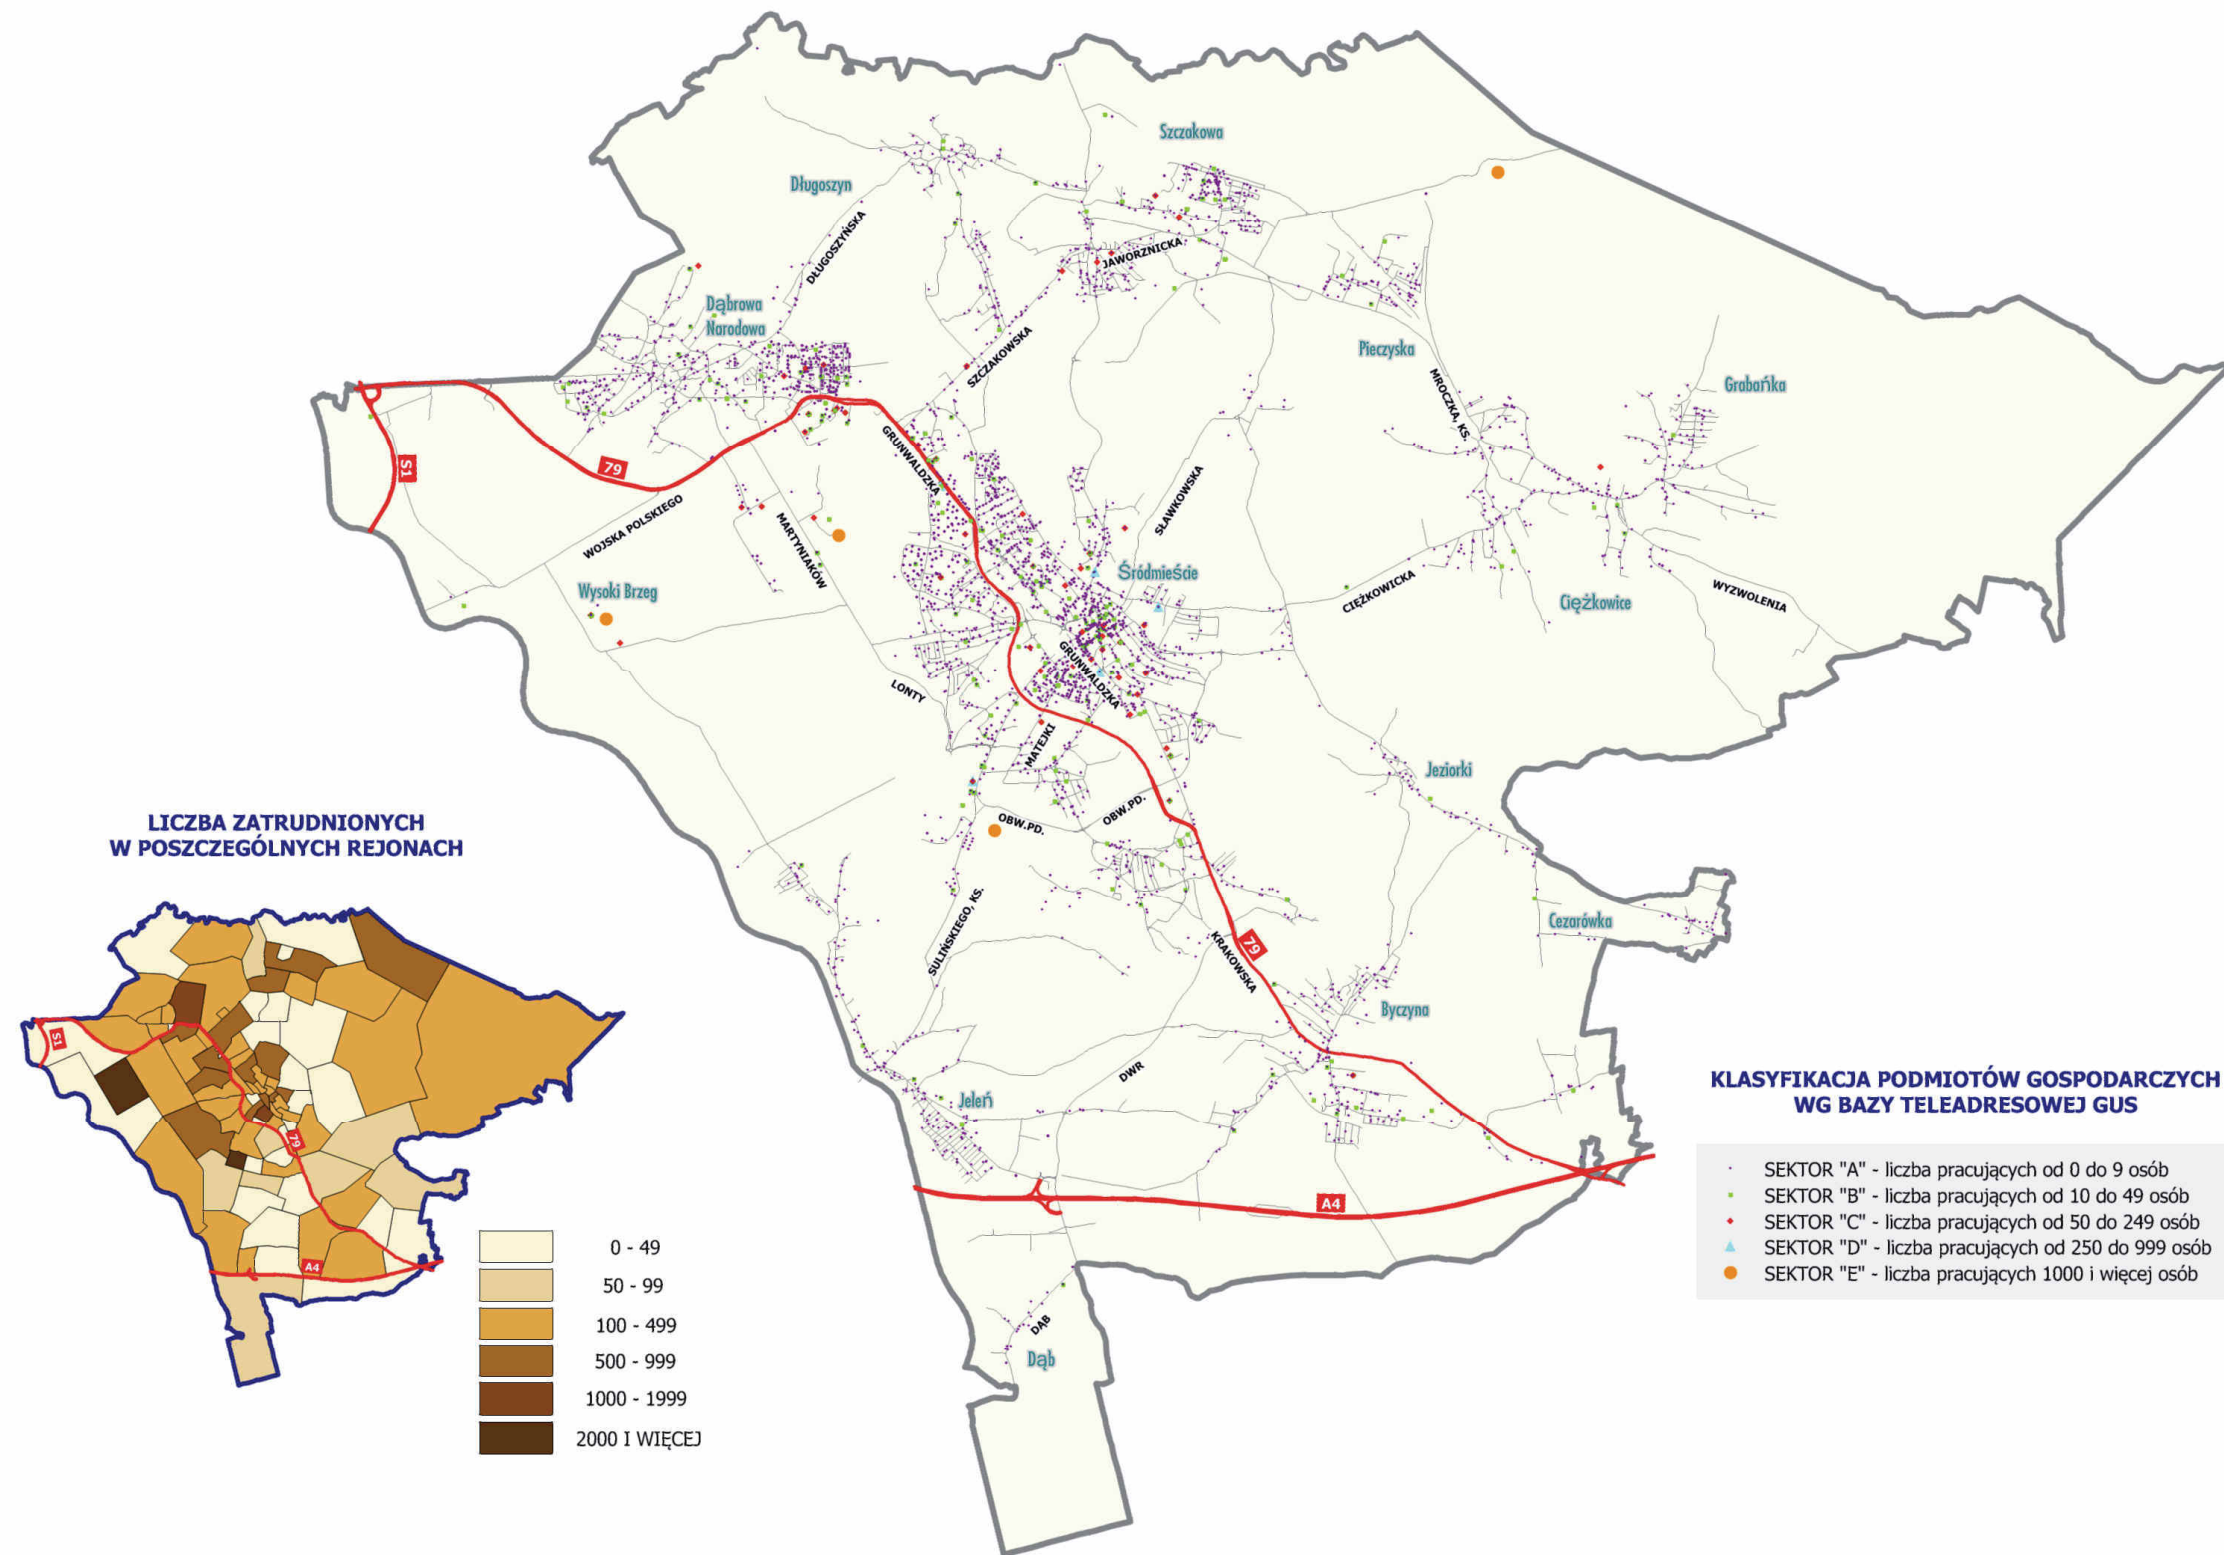 Szczakowa
Długoszyn
DŁUGOSZYŃSKA
JAWORZNICKA
Dąbrowa
Narodowa
SZCZAKOWSKA
Pieczyska
Grabańka
MROCZKA, KS.
S1
79
GRUNWALDZKA
WOJSKA POLSKIEGO
MARTYNIAKÓW
SŁAWKOWSKA
Śródmieście
Wysoki Brzeg
CIĘŻKOWICKA
Ciężkowice
WYZWOLENIA
GRUNWALDZKA
LONTY
MATEJKI
Jeziorki
OBW.PD.
OBW.PD.
SULIŃSKIEGO, KS.
KRAKOWSKA
79
Cezarówka
Byczyna
DWR
Jeleń
A4
DĄB
Dąb
LICZBA ZATRUDNIONYCH
W POSZCZEGÓLNYCH REJONACH
S1
79
A4
0 - 49
50 - 99
100 - 499
500 - 999
1000 - 1999
2000 I WIĘCEJ
KLASYFIKACJA PODMIOTÓW GOSPODARCZYCH
WG BAZY TELEADRESOWEJ GUS
SEKTOR "A" - liczba pracujących od 0 do 9 osób
SEKTOR "B" - liczba pracujących od 10 do 49 osób
SEKTOR "C" - liczba pracujących od 50 do 249 osób
SEKTOR "D" - liczba pracujących od 250 do 999 osób
SEKTOR "E" - liczba pracujących 1000 i więcej osób